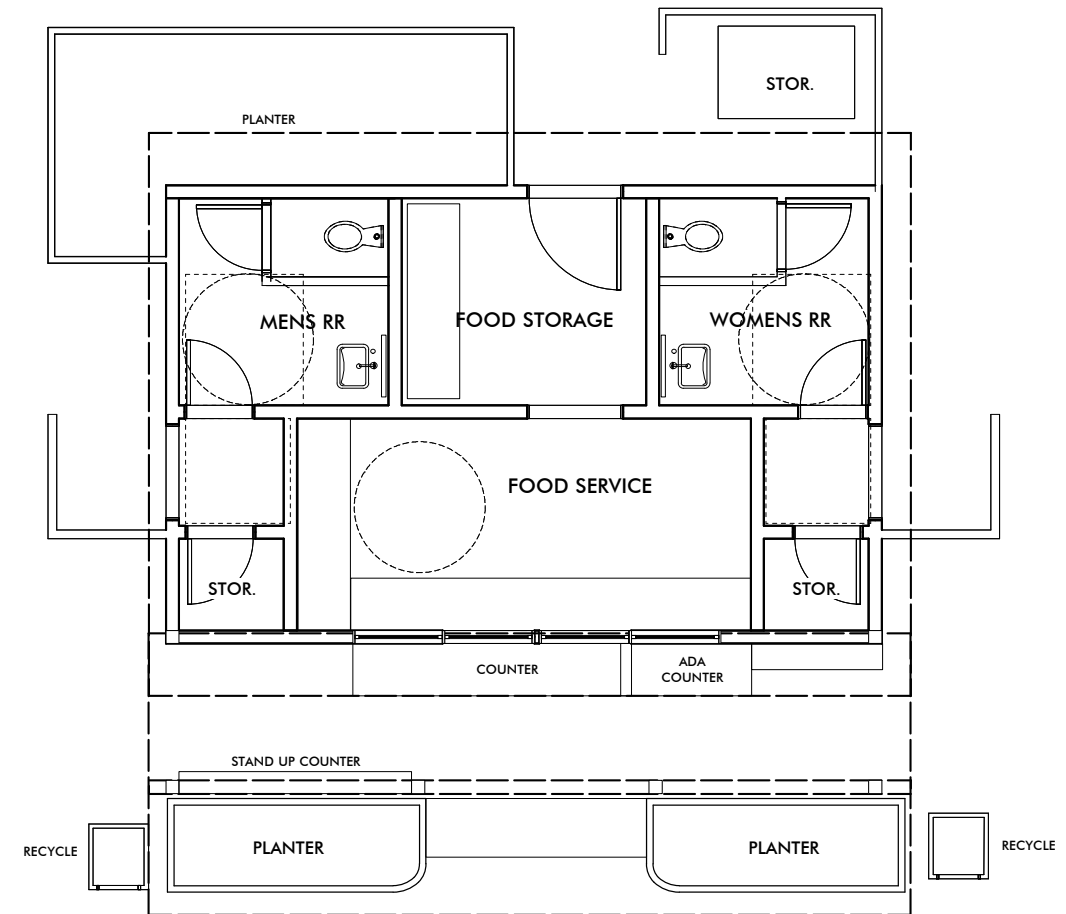 STOR.
PLANTER
MENS RR
FOOD STORAGE
WOMENS RR
FOOD SERVICE
STOR.
STOR.
COUNTER
ADA
COUNTER
STAND UP COUNTER
RECYCLE
PLANTER
PLANTER
RECYCLE